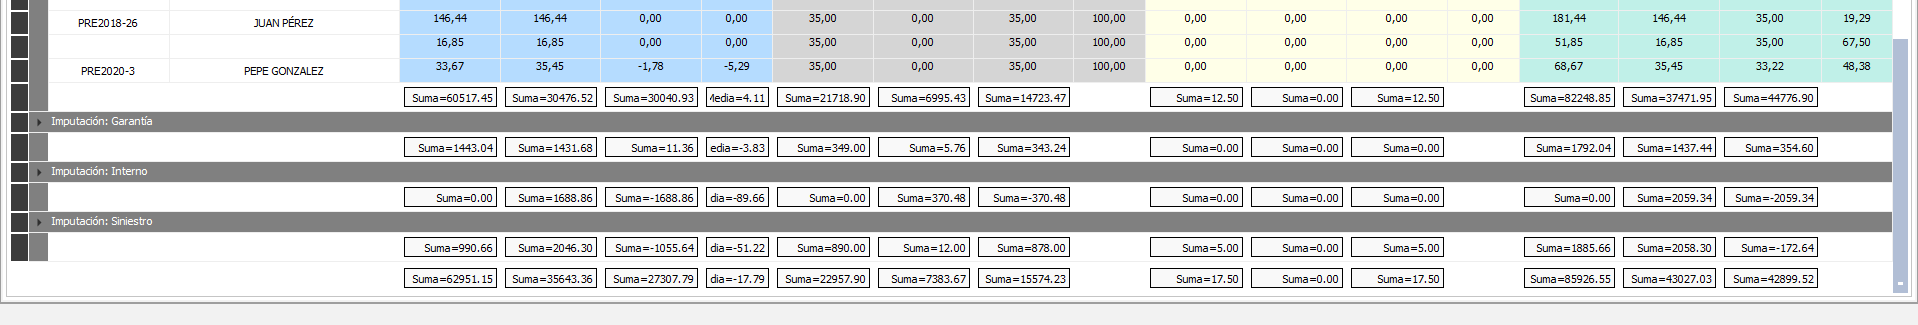 PRE2018-26 JUAN PÉREZ 146,44 146,44 0,00 0,00 35,00 0,00 35,00 100,00 0,00 0,00 0,00 0,00 181,44 146,44 35,00 19,29
16,85 16,85 0,00 0,00 35,00 0,00 35,00 100,00 0,00 0,00 0,00 0,00 51,85 16,85 35,00 67,50
PRE2020-3 PEPE GONZALEZ 33,67 35,45 -1,78 -5,29 35,00 0,00 35,00 100,00 0,00 0,00 0,00 0,00 68,67 35,45 33,22 48,38
Suma=60517.45 Suma=30476.52 Suma=30040.93 Media=4.11 Suma=21718.90 Suma=6995.43 Suma=14723.47 Suma=12.50 Suma=0.00 Suma=12.50 Suma=82248.85 Suma=37471.95 Suma=44776.90
Imputación: Garantía
Suma=1443.04 Suma=1431.68 Suma=11.36 edia=-3.83 Suma=349.00 Suma=5.76 Suma=343.24 Suma=0.00 Suma=0.00 Suma=0.00 Suma=1792.04 Suma=1437.44 Suma=354.60
Imputación: Interno
Suma=0.00 Suma=1688.86 Suma=-1688.86 dia=-89.66 Suma=0.00 Suma=370.48 Suma=-370.48 Suma=0.00 Suma=0.00 Suma=0.00 Suma=0.00 Suma=2059.34 Suma=-2059.34
Imputación: Siniestro
Suma=990.66 Suma=2046.30 Suma=-1055.64 dia=-51.22 Suma=890.00 Suma=12.00 Suma=878.00 Suma=5.00 Suma=0.00 Suma=5.00 Suma=1885.66 Suma=2058.30 Suma=-172.64
Suma=62951.15 Suma=35643.36 Suma=27307.79 dia=-17.79 Suma=22957.90 Suma=7383.67 Suma=15574.23 Suma=17.50 Suma=0.00 Suma=17.50 Suma=85926.55 Suma=43027.03 Suma=42899.52